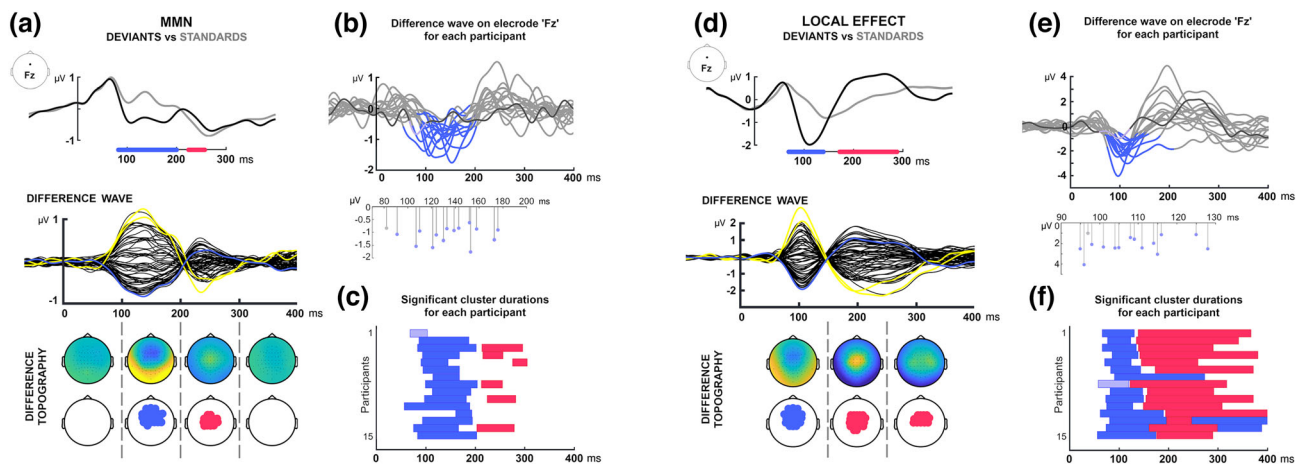 (a)
MMN
DEVIANTS vs STANDARDS
Fz
µV
1
-1
100
200
300
ms
DIFFERENCE WAVE
µV
1
-1
0
100
200
300
400
ms
DIFFERENCE
TOPOGRAPHY
(b)
Difference wave on elecrode 'Fz'
for each participant
µV
1
0
-1
-2
0
100
200
300
400
ms
µV
80
100
120
140
160
180
200
ms
0
-0.5
-1
-1.5
-2
(c)
Significant cluster durations
for each participant
1
Participants
15
0
100
200
300
400
ms
(d)
LOCAL EFFECT
DEVIANTS vs STANDARDS
Fz
µV
1
0
-1
-2
100
200
300
ms
DIFFERENCE WAVE
µV
2
1
0
-1
-2
0
100
200
300
400
ms
DIFFERENCE
TOPOGRAPHY
(e)
Difference wave on elecrode 'Fz'
for each participant
µV
4
2
0
-2
-4
0
100
200
300
400
ms
90
100
110
120
130
ms
µV
0
2
4
(f)
Significant cluster durations
for each participant
1
Participants
15
0
100
200
300
400
ms